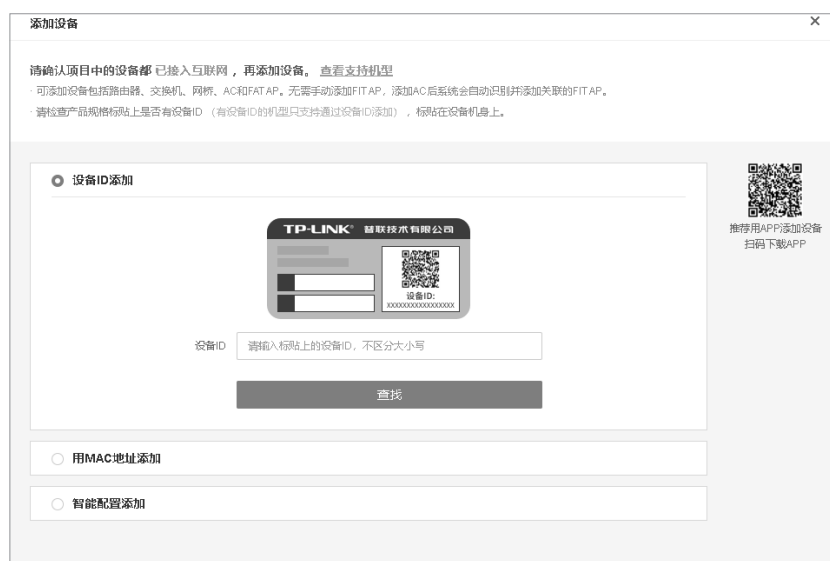 添加设备
请确认项目中的设备都 已接入互联网 ，再添加设备。 查看支持机型
· 可添加设备包括路由器、交换机、网桥、AC和FAT AP。无需手动添加FIT AP，添加AC后系统会自动识别并添加关联的FIT AP。
· 请检查产品规格标贴上是否有设备ID （有设备ID的机型只支持通过设备ID添加） ，标贴在设备机身上。
设备ID添加
TP-LINK® 普联技术有限公司
设备ID:
XXXXXXXXXXXXXXXXX
设备ID 请输入标贴上的设备ID，不区分大小写
查找
用MAC地址添加
智能配置添加
推荐用APP添加设备
扫码下载APP